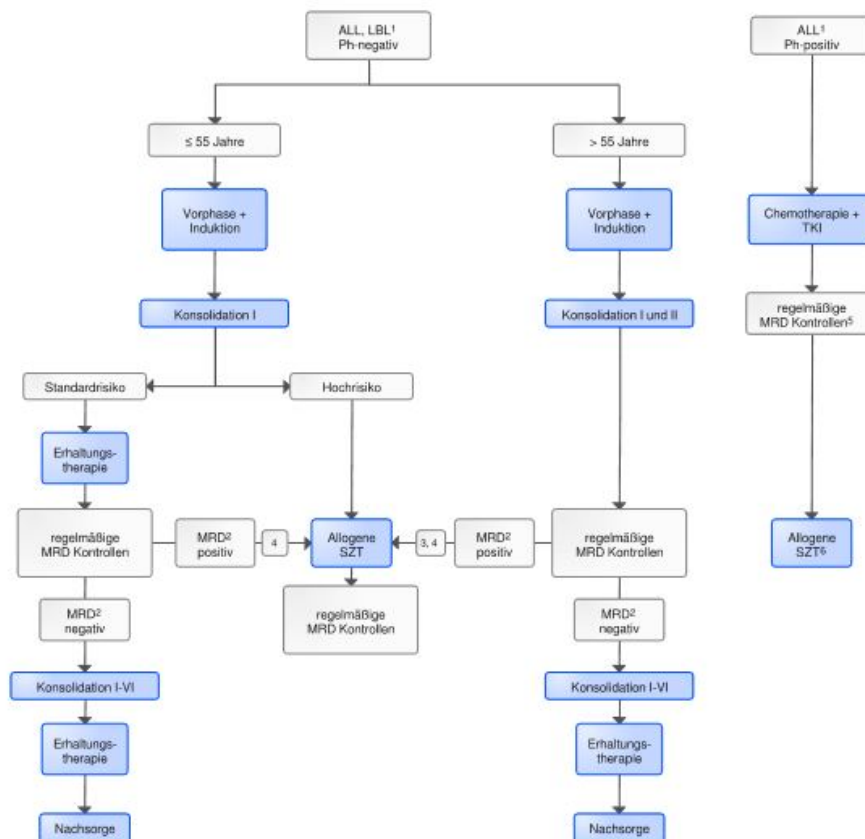 ALL, LBL¹
Ph-negativ
ALL¹
Ph-positiv
≤ 55 Jahre
> 55 Jahre
Vorphase +
Induktion
Vorphase +
Induktion
Chemotherapie +
TKI
Konsolidation I
Konsolidation I und II
regelmäßige
MRD Kontrollen⁵
Standardrisiko
Hochrisiko
Erhaltungs-
therapie
regelmäßige
MRD Kontrollen
MRD²
positiv
4
Allogene
SZT
3, 4
MRD²
positiv
regelmäßige
MRD Kontrollen
Allogene
SZT⁶
MRD²
negativ
regelmäßige
MRD Kontrollen
MRD²
negativ
Konsolidation I-VI
Konsolidation I-VI
Erhaltungs-
therapie
Erhaltungs-
therapie
Nachsorge
Nachsorge